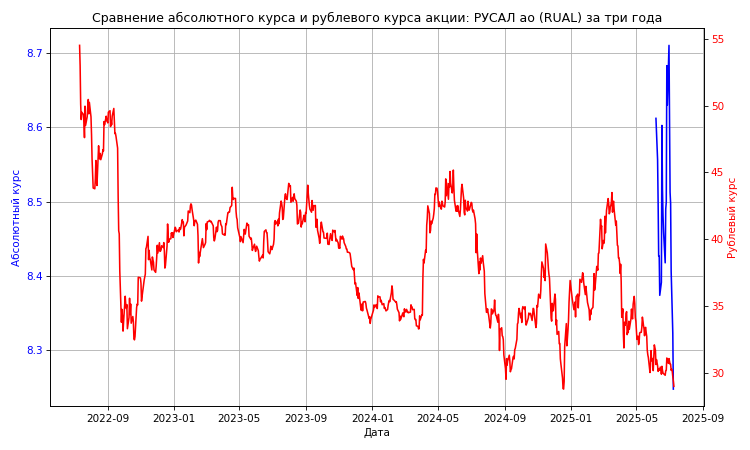 Сравнение абсолютного курса и рублевого курса акции: РУСАЛ ао (RUAL) за три года
Абсолютный курс
8.7
8.6
8.5
8.4
8.3
55
50
45
40
35
30
Рублевый курс
2022-09 2023-01 2023-05 2023-09 2024-01 2024-05 2024-09 2025-01 2025-05 2025-09
Дата